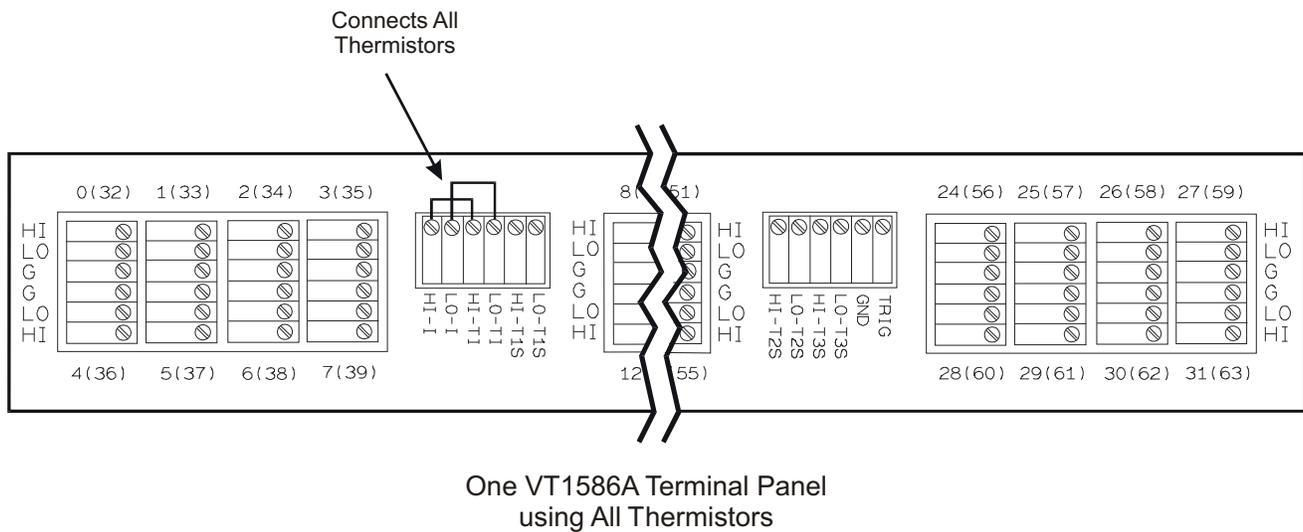 Connects All
Thermistors
0(32) 1(33) 2(34) 3(35) 8( 51) 24(56) 25(57) 26(58) 27(59)
HI HI HI HI
LO LO LO LO
G G G G
G G G G
LO LO LO LO
HI HI HI HI
HI-I
LO-I
HI-TI
LO-TI
HI-T1S
LO-T1S
HI-T2S
LO-T2S
HI-T3S
LO-T3S
GND
TRIG
4(36) 5(37) 6(38) 7(39) 12 55) 28(60) 29(61) 30(62) 31(63)
One VT1586A Terminal Panel
using All Thermistors